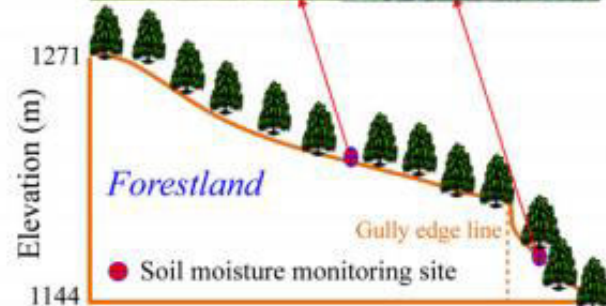 1271
Elevation (m)
Forestland
Gully edge line
Soil moisture monitoring site
1144